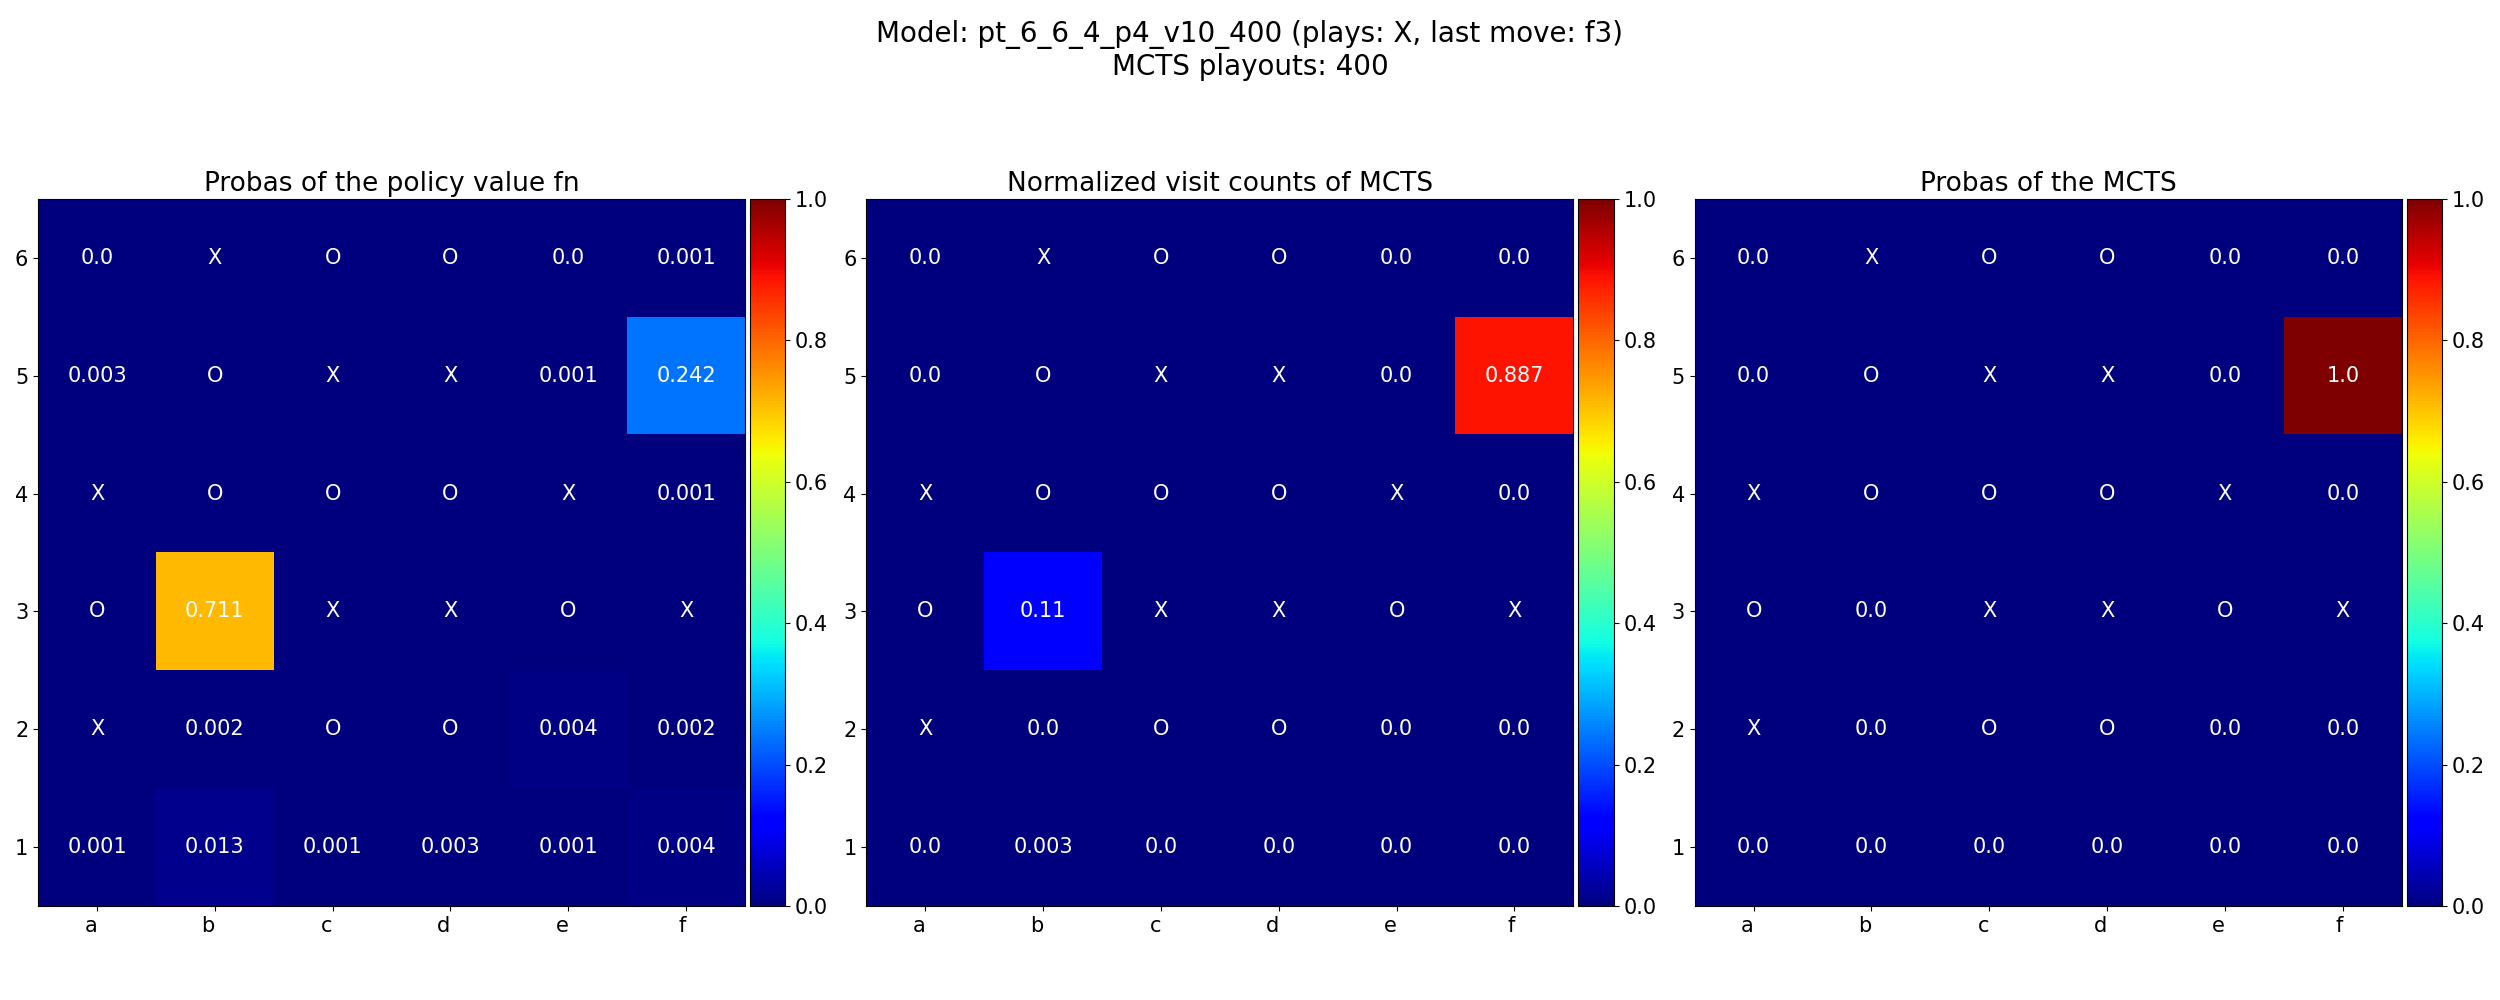 Model: pt_6_6_4_p4_v10_400 (plays: X, last move: f3)
MCTS playouts: 400
Probas of the policy value fn
1.0
6 0.0 X O O 0.0 0.001
0.8
5 0.003 O X X 0.001 0.242
0.6
4 X O O O X 0.001
3 O 0.711 X X O X
0.4
2 X 0.002 O O 0.004 0.002
0.2
1 0.001 0.013 0.001 0.003 0.001 0.004
0.0
a b c d e f
Normalized visit counts of MCTS
1.0
6 0.0 X O O 0.0 0.0
0.8
5 0.0 O X X 0.0 0.887
0.6
4 X O O O X 0.0
3 O 0.11 X X O X
0.4
2 X 0.0 O O 0.0 0.0
0.2
1 0.0 0.003 0.0 0.0 0.0 0.0
0.0
a b c d e f
Probas of the MCTS
1.0
6 0.0 X O O 0.0 0.0
0.8
5 0.0 O X X 0.0 1.0
0.6
4 X O O O X 0.0
3 O 0.0 X X O X
0.4
2 X 0.0 O O 0.0 0.0
0.2
1 0.0 0.0 0.0 0.0 0.0 0.0
0.0
a b c d e f